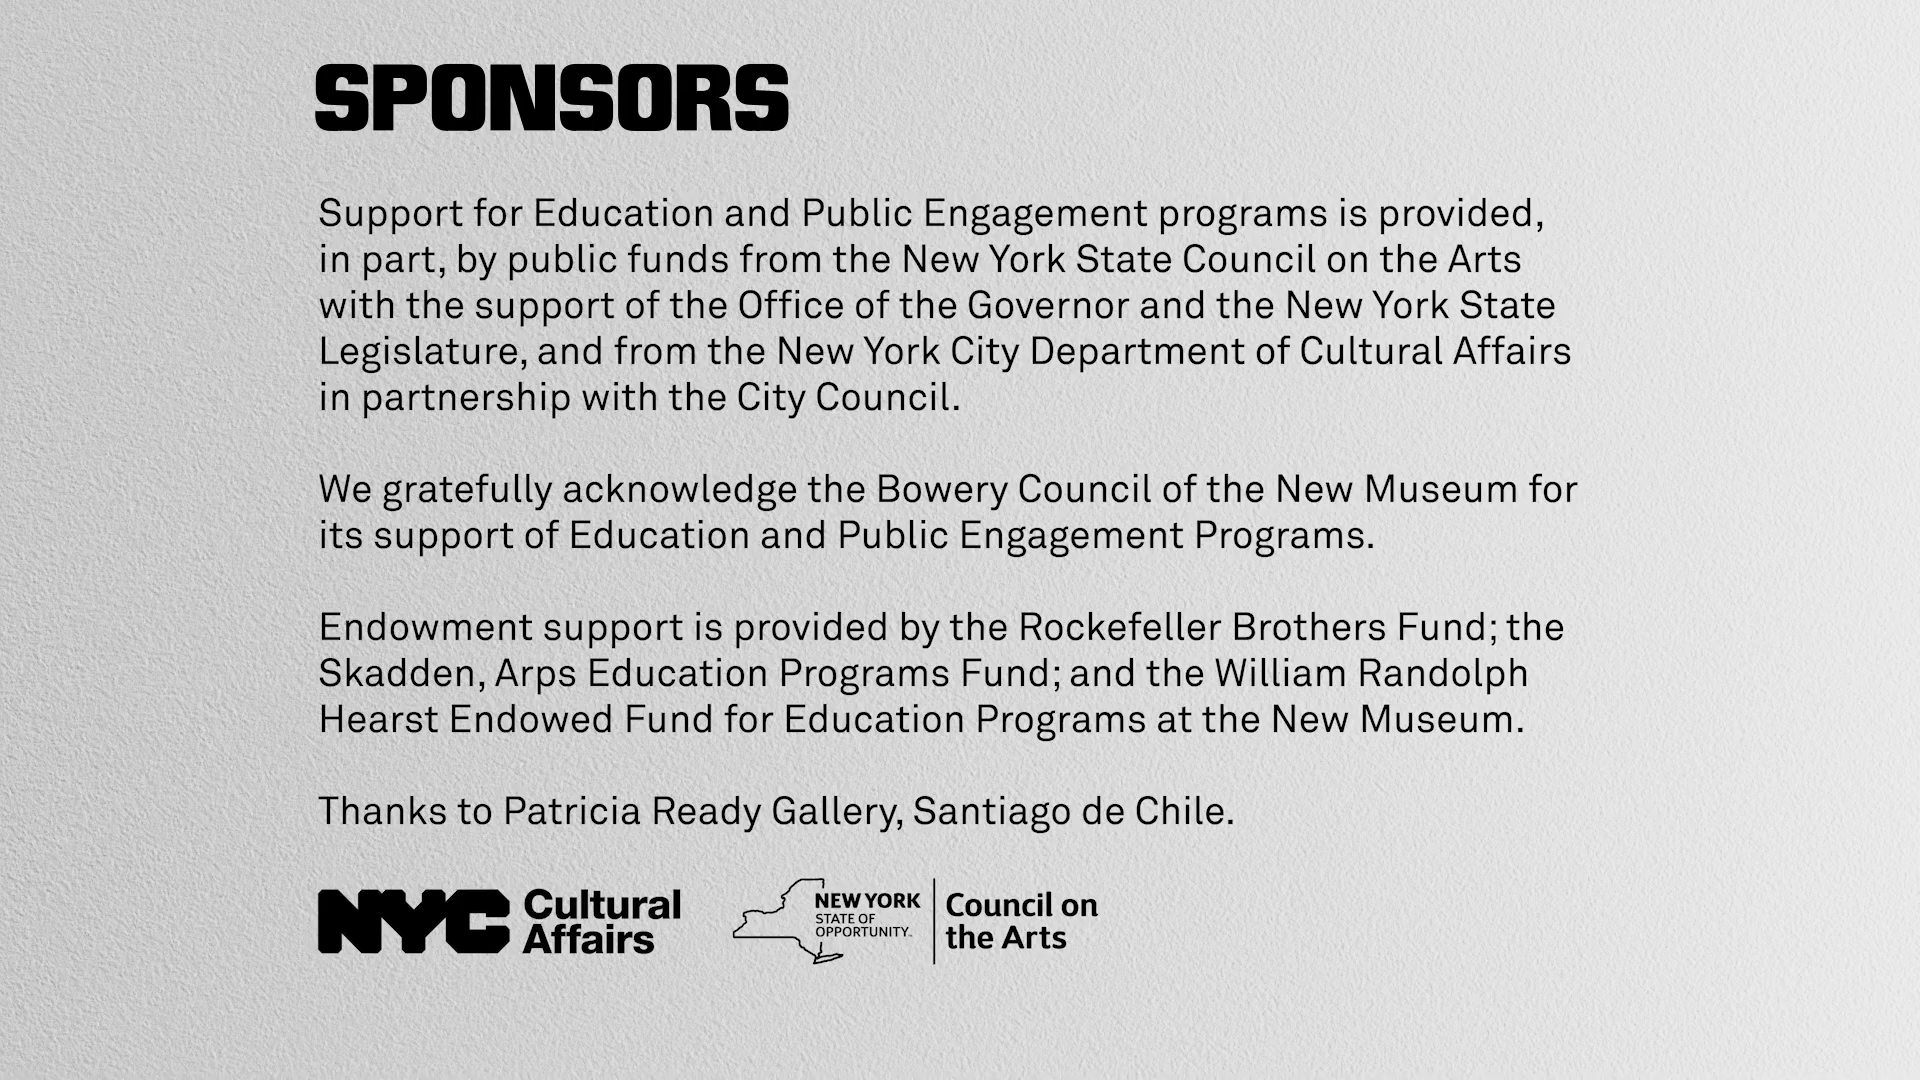 SPONSORS
Support for Education and Public Engagement programs is provided,
in part, by public funds from the New York State Council on the Arts
with the support of the Office of the Governor and the New York State
Legislature, and from the New York City Department of Cultural Affairs
in partnership with the City Council.
We gratefully acknowledge the Bowery Council of the New Museum for
its support of Education and Public Engagement Programs.
Endowment support is provided by the Rockefeller Brothers Fund; the
Skadden, Arps Education Programs Fund; and the William Randolph
Hearst Endowed Fund for Education Programs at the New Museum.
Thanks to Patricia Ready Gallery, Santiago de Chile.
NYC Cultural
Affairs
NEW YORK
STATE OF
OPPORTUNITY™
Council on
the Arts